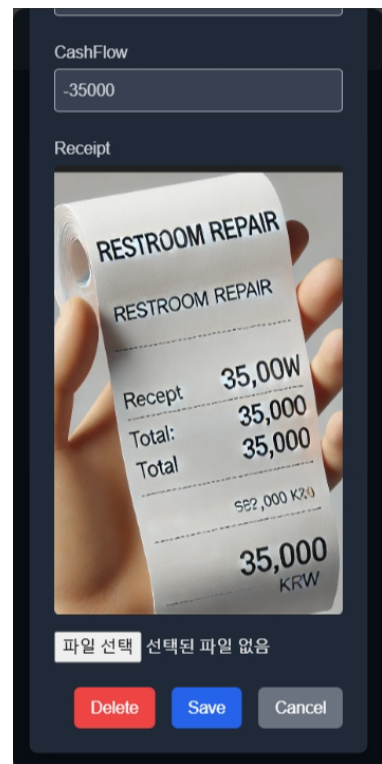 CashFlow
-35000
Receipt
RESTROOM REPAIR
RESTROOM REPAIR
Recept 35,00W
Total: 35,000
Total 35,000
,000
35,000
KRW
파일 선택 선택된 파일 없음
Delete Save Cancel